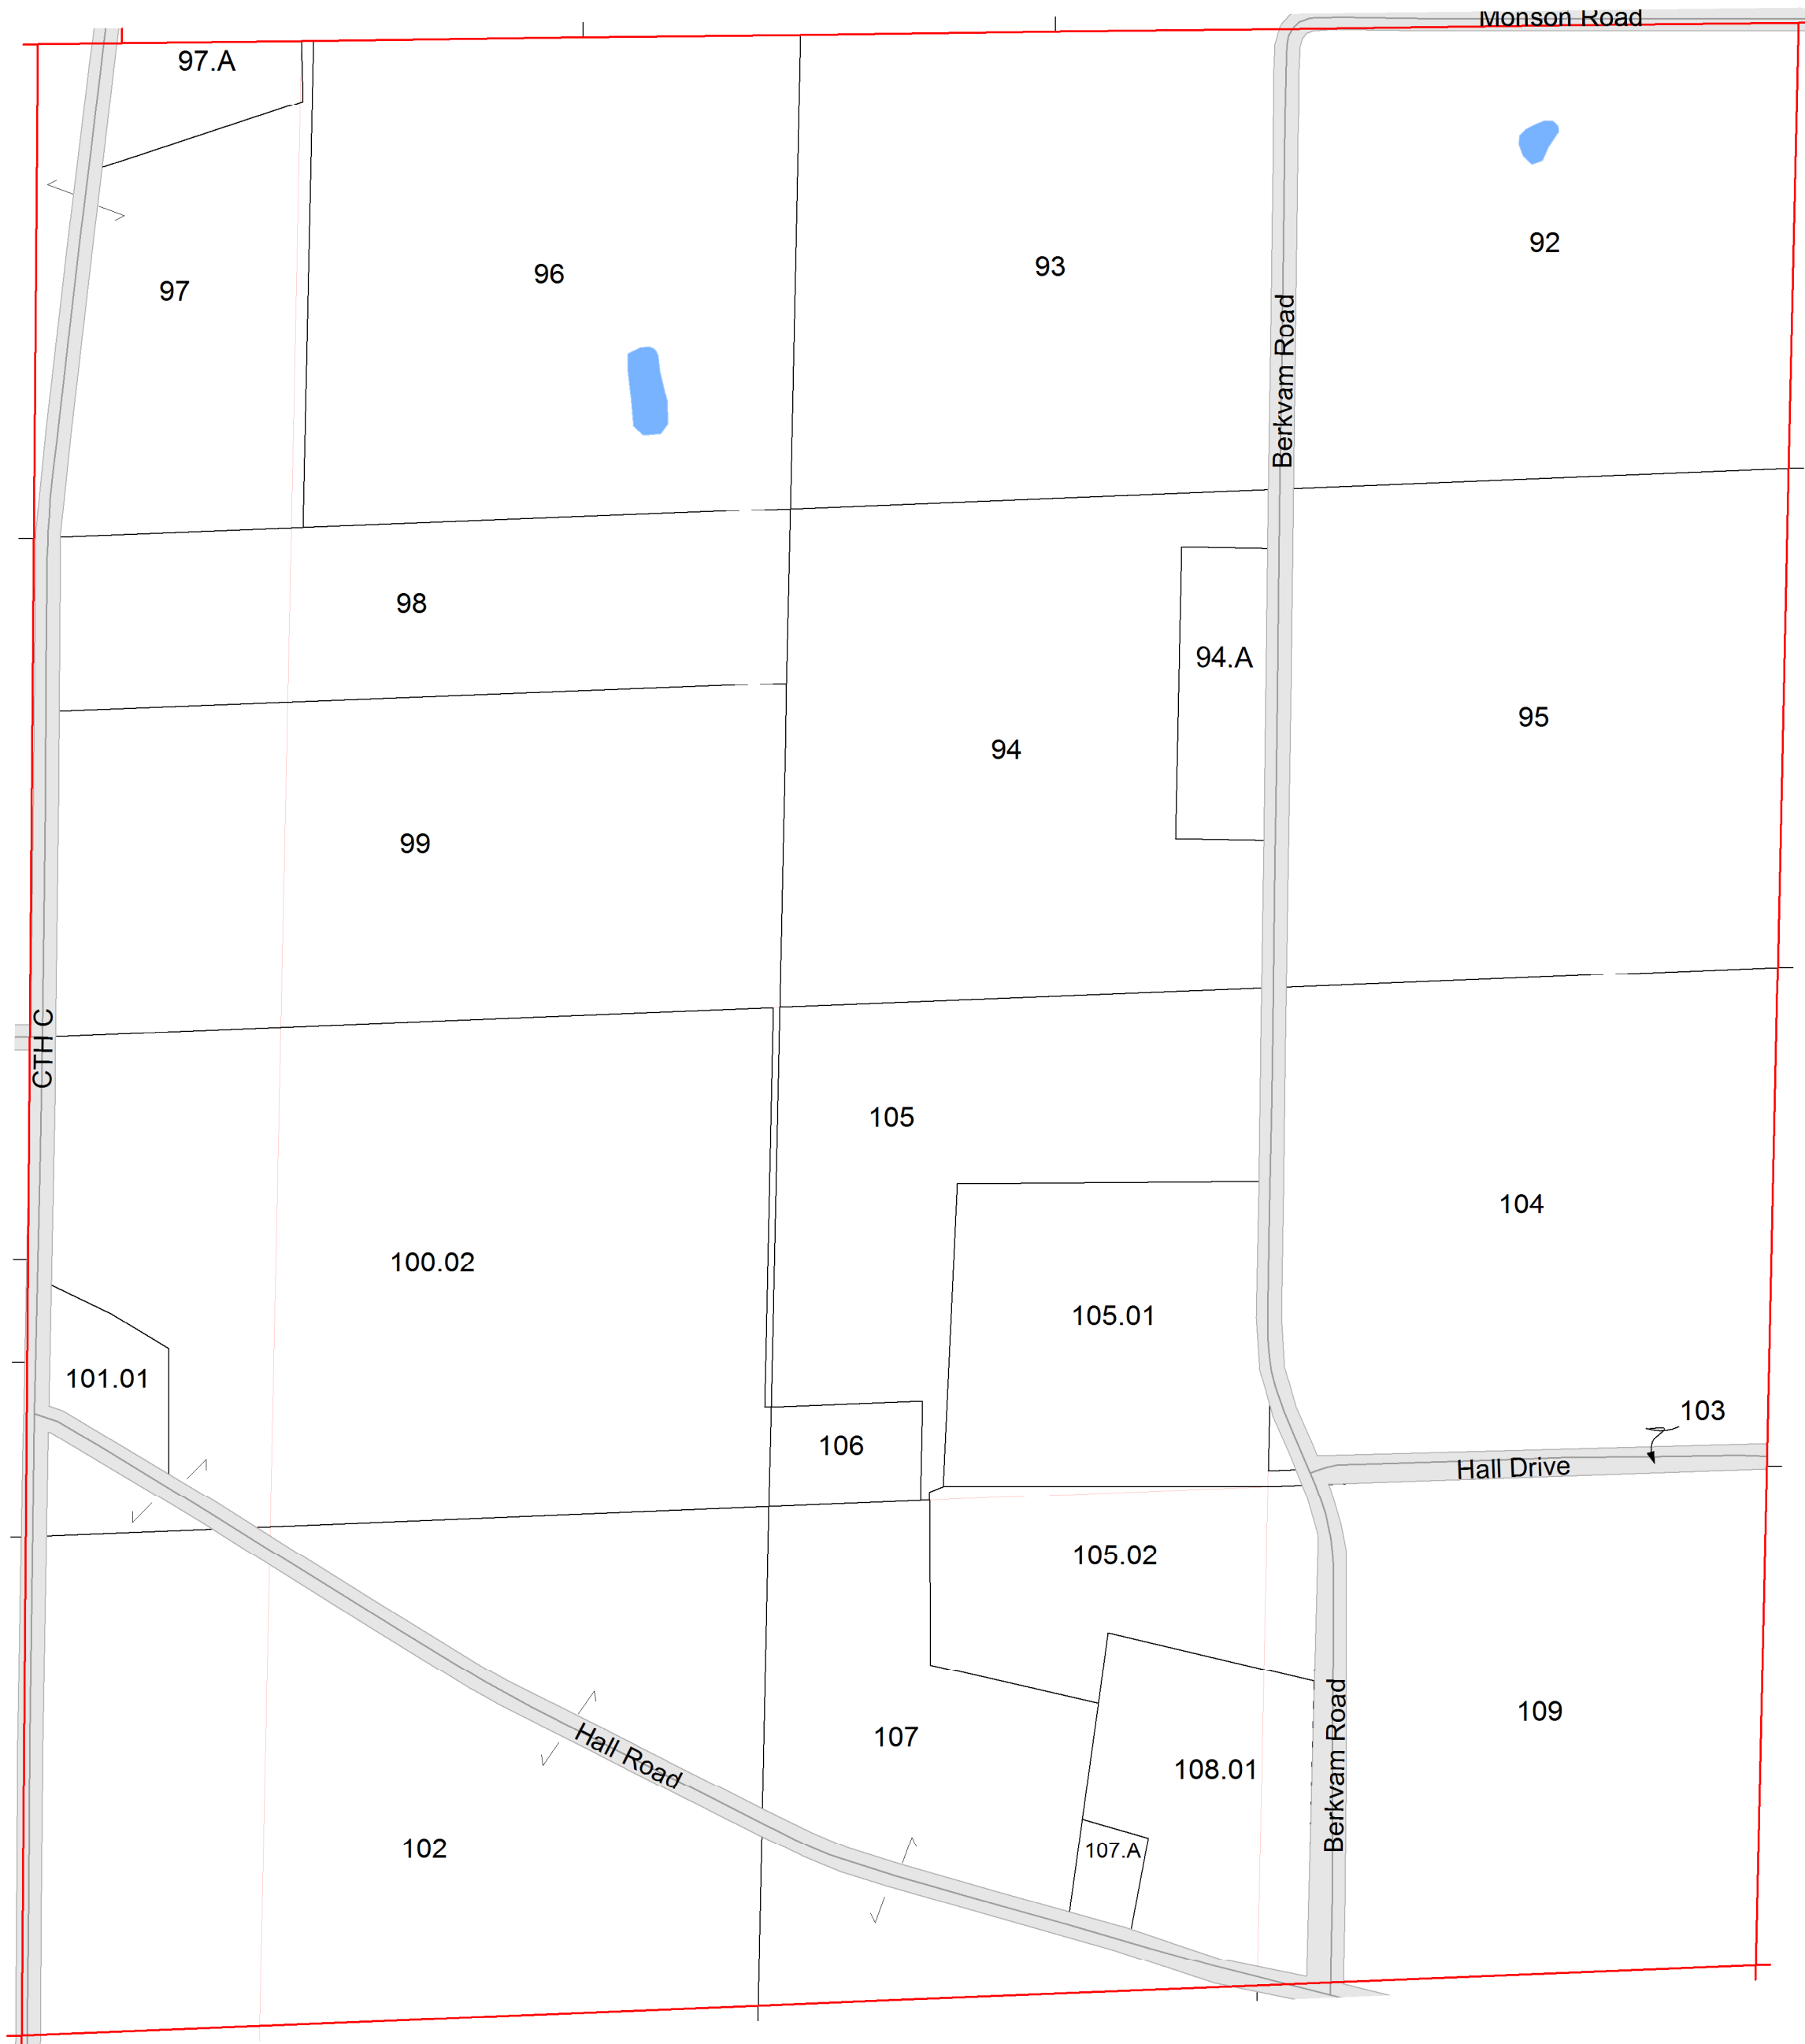 Monson Road
97.A
92
93
96
97
Berkvam Road
98
94.A
95
94
99
CTH C
105
104
100.02
105.01
101.01
103
106
Hall Drive
105.02
109
107
Hall Road
108.01
Berkvam Road
102
107.A